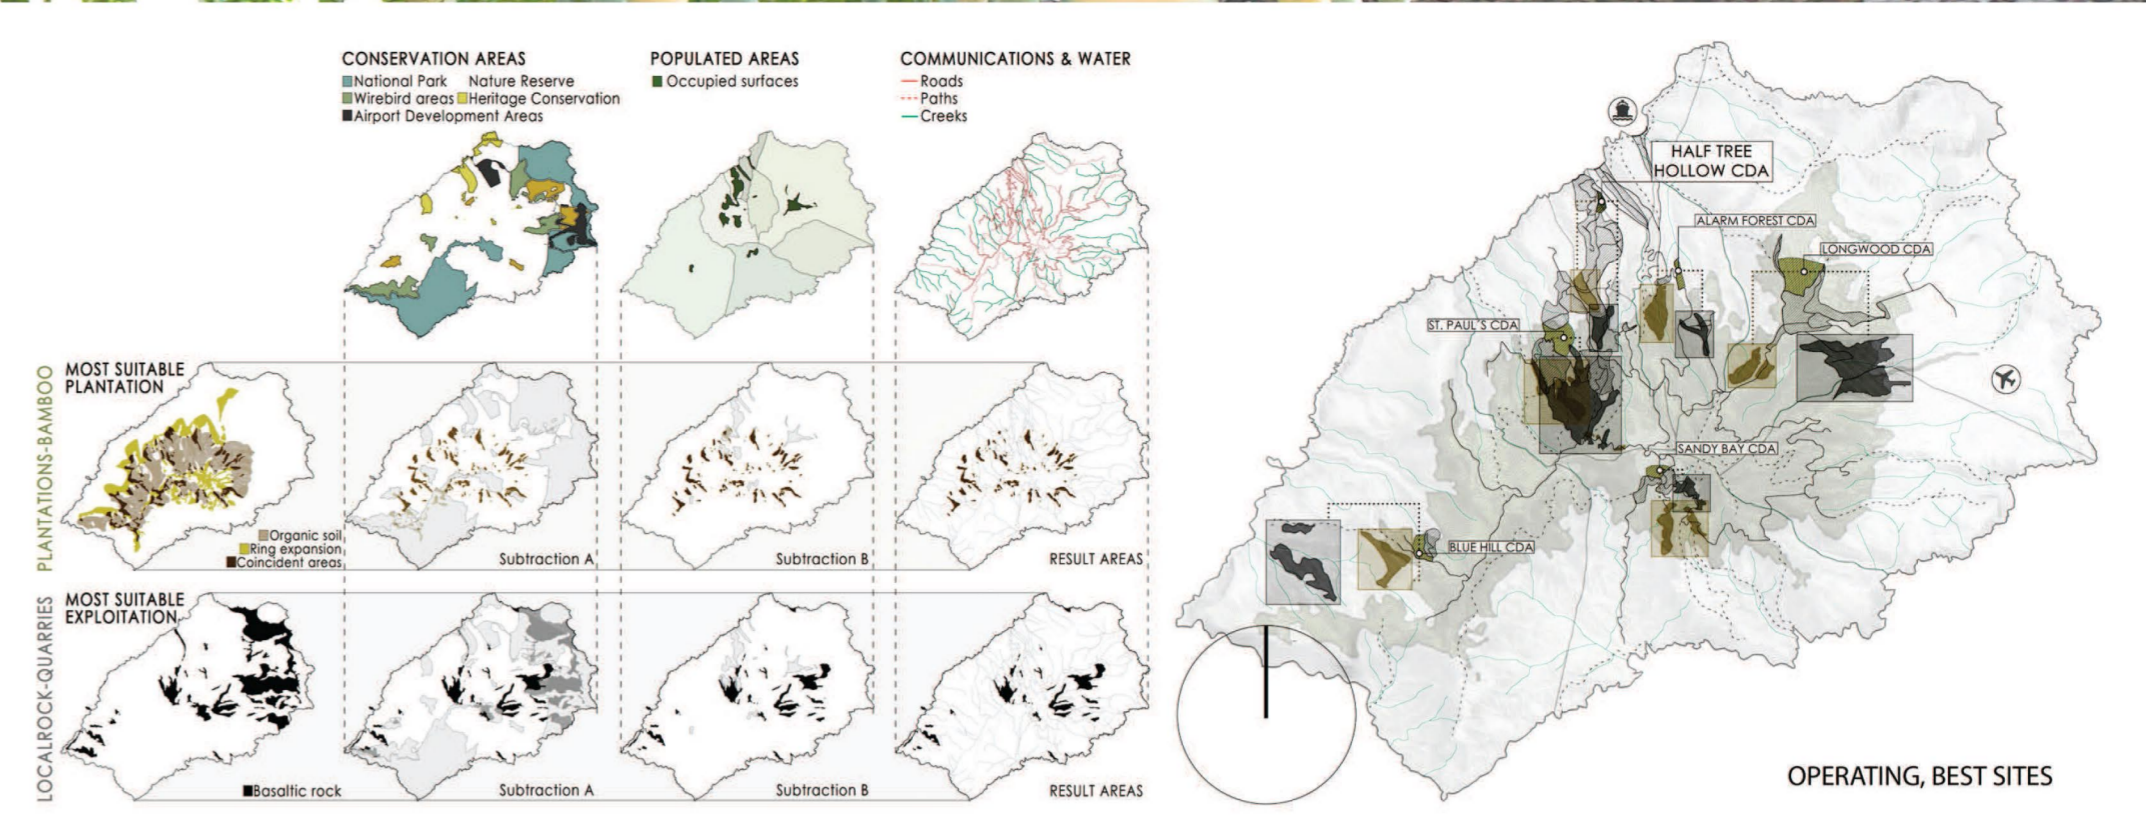 CONSERVATION AREAS
National Park Nature Reserve
Wirebird areas Heritage Conservation
Airport Development Areas
POPULATED AREAS
Occupied surfaces
COMMUNICATIONS & WATER
Roads
Paths
Creeks
PLANTATIONS-BAMBOO
MOST SUITABLE
PLANTATION
Organic soil
Ring expansion
Coincident areas
Subtraction A
Subtraction B
RESULT AREAS
LOCALROCK-QUARRIES
MOST SUITABLE
EXPLOITATION
Basaltic rock
Subtraction A
Subtraction B
RESULT AREAS
HALF TREE
HOLLOW CDA
ALARM FOREST CDA
LONGWOOD CDA
ST. PAUL´S CDA
SANDY BAY CDA
BLUE HILL CDA
OPERATING, BEST SITES